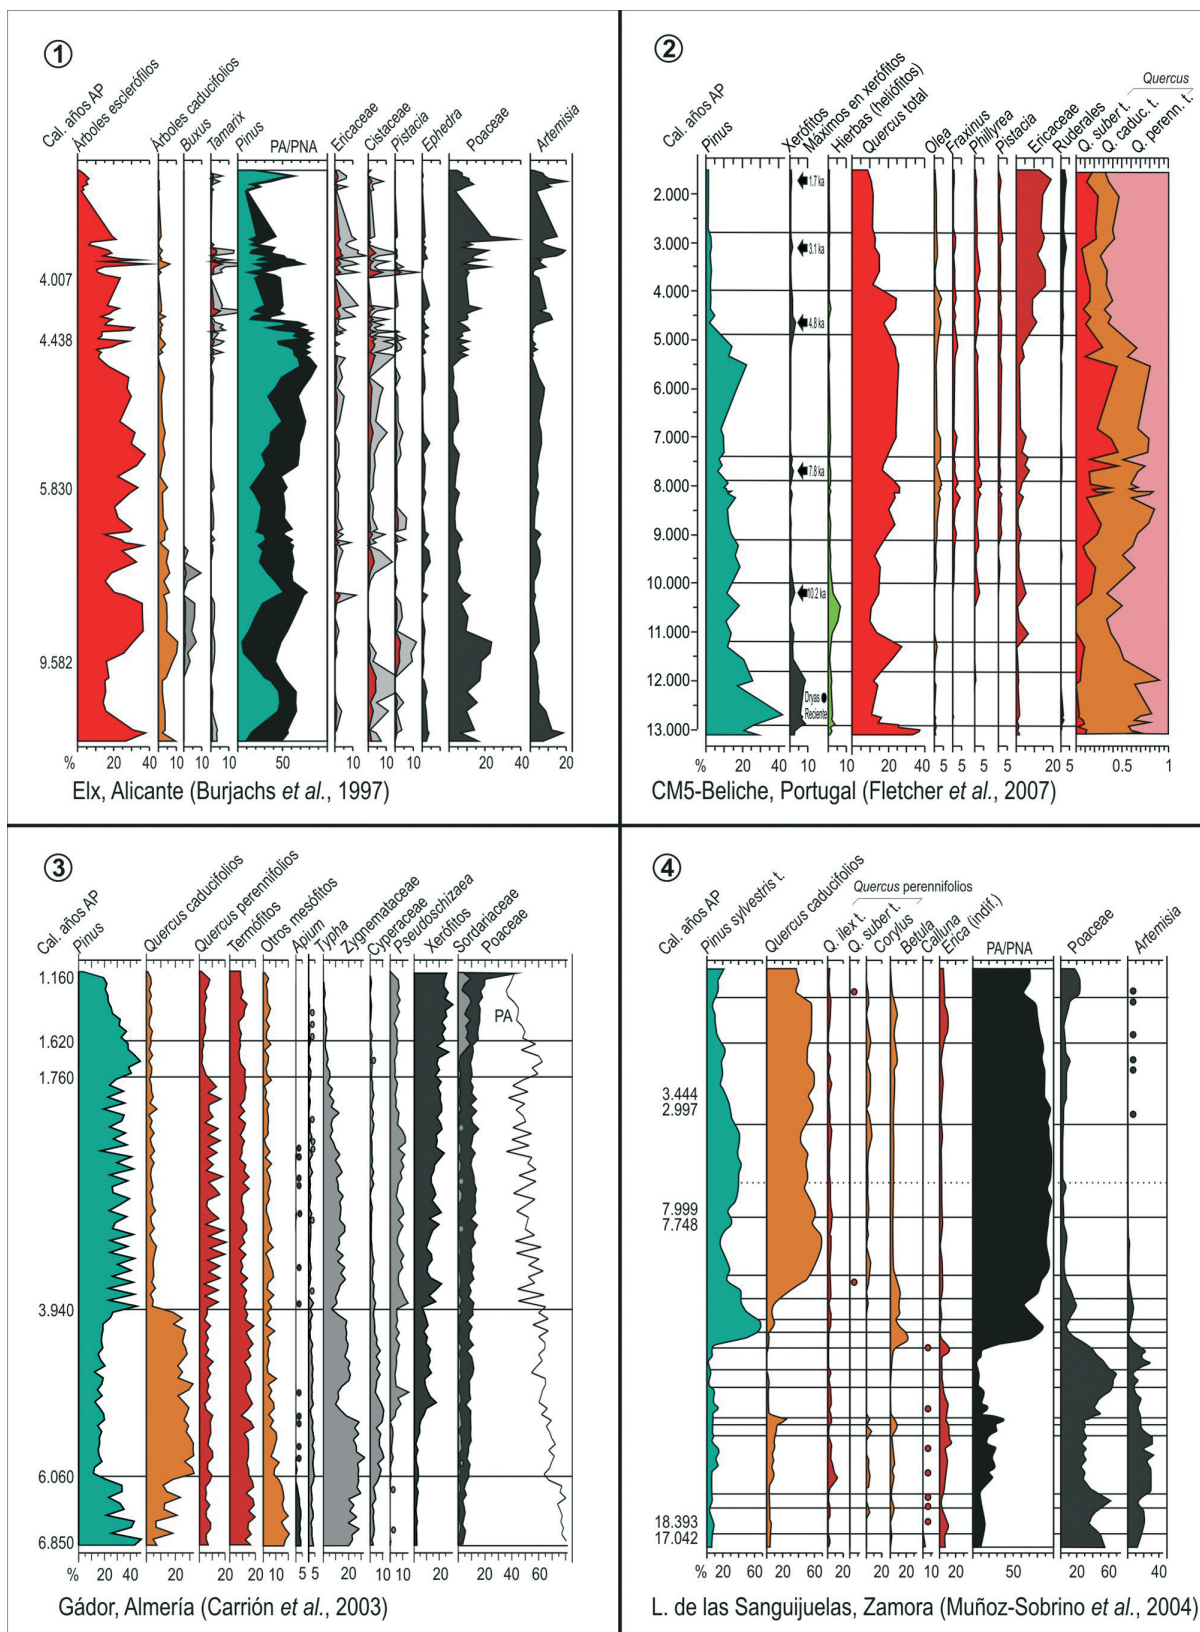 ①
Cal. años AP
Árboles esclerófilos
Árboles caducifolios
Buxus
Tamarix
Pinus
PA/PNA
Ericaceae
Cistaceae
Pistacia
Ephedra
Poaceae
Artemisia
4.007
4.438
5.830
9.582
% 20 40 10 10 10 50 10 10 10 10 20 40 20
Elx, Alicante (Burjachs et al., 1997)
②
Cal. años AP
Pinus
Xerófitos
Máximos en xerófitos
Hierbas (heliófitos)
Quercus total
Olea
Fraxinus
Phillyrea
Pistacia
Ericaceae
Ruderales
Quercus
Q. suber t.
Q. caduc. t.
Q. perenn. t.
2.000
3.000
4.000
5.000
6.000
7.000
8.000
9.000
10.000
11.000
12.000
13.000
1.7 ka
3.1 ka
4.8 ka
7.8 ka
10.2 ka
Dryas
Reciente
% 20 40 10 10 20 40 5 5 5 5 20 5 0.5 1
CM5-Beliche, Portugal (Fletcher et al., 2007)
③
Cal. años AP
Pinus
Quercus caducifolios
Quercus perennifolios
Termófitos
Otros mesófitos
Apium
Typha
Zygnemataceae
Cyperaceae
Pseudoschizaea
Xerófitos
Sordariaceae
Poaceae
PA
1.160
1.620
1.760
3.940
6.060
6.850
% 20 40 20 20 20 10 5 5 20 10 10 20 20 40 60
Gádor, Almería (Carrión et al., 2003)
④
Cal. años AP
Pinus sylvestris t.
Quercus caducifolios
Quercus perennifolios
Q. ilex t.
Q. suber t.
Corylus
Betula
Calluna
Erica (indif.)
PA/PNA
Poaceae
Artemisia
3.444
2.997
7.999
7.748
18.393
17.042
% 20 60 20 60 20 20 20 20 10 20 50 20 60 40
L. de las Sanguijuelas, Zamora (Muñoz-Sobrino et al., 2004)